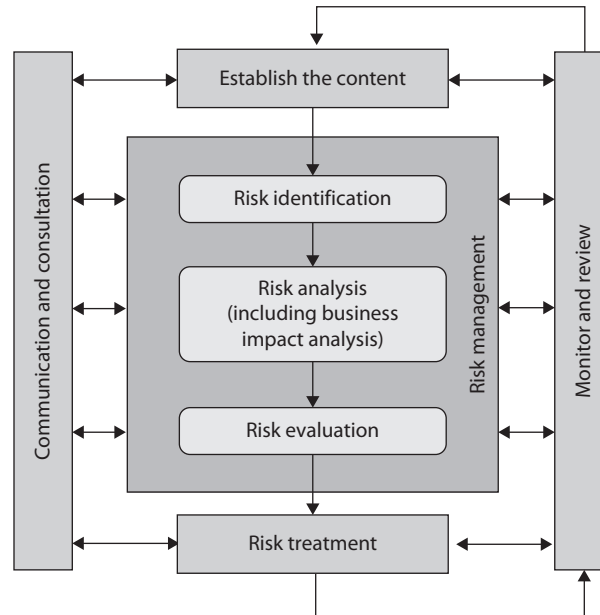 Establish the content
Communication and consultation
Risk identification
Risk analysis
(including business
impact analysis)
Risk evaluation
Risk management
Monitor and review
Risk treatment